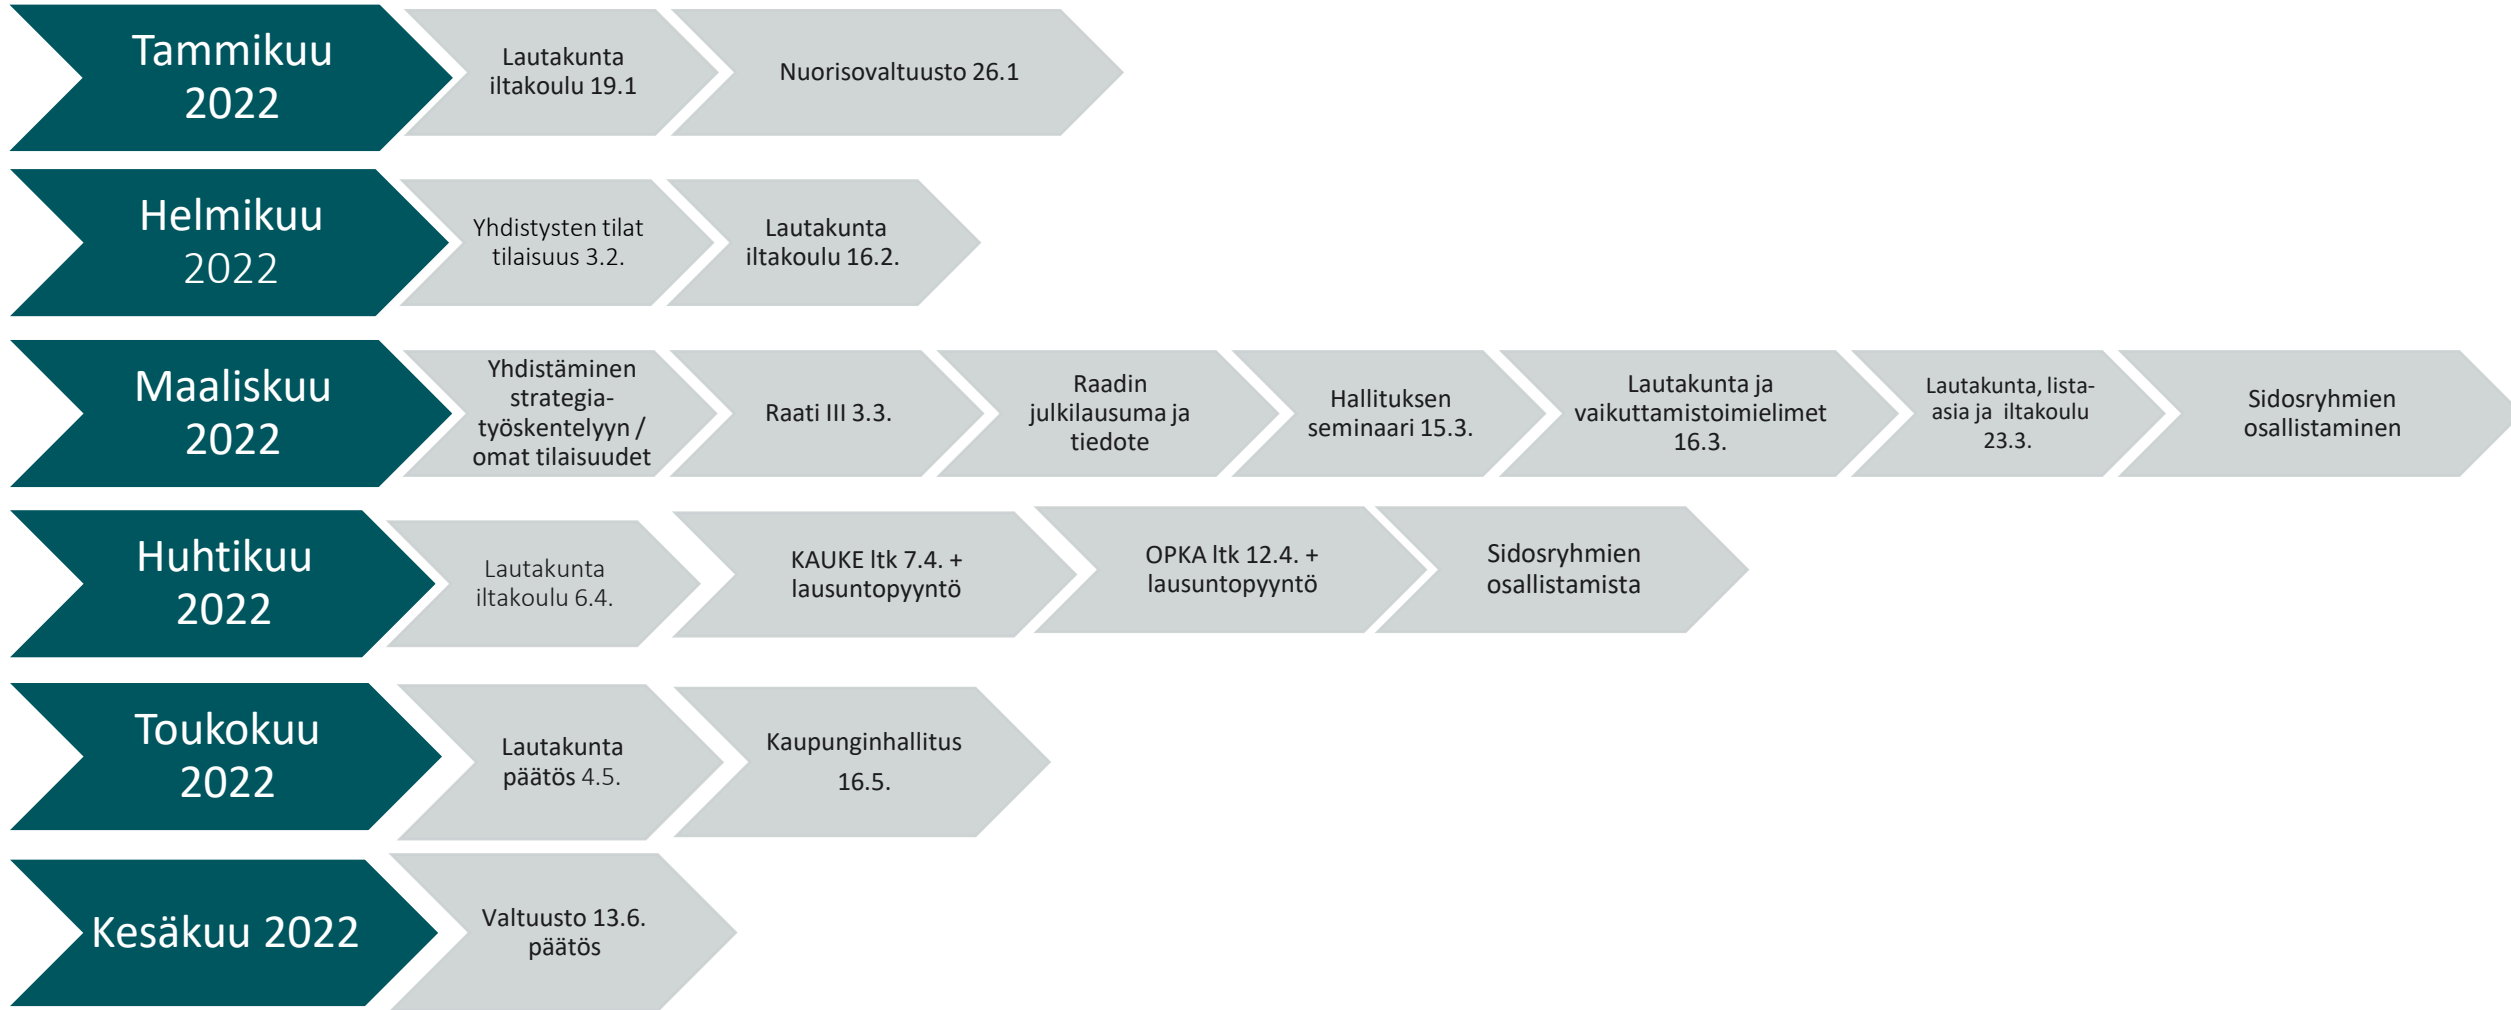 Tammikuu
2022
Lautakunta
iltakoulu 19.1
Nuorisovaltuusto 26.1
Helmikuu
2022
Yhdistysten tilat
tilaisuus 3.2.
Lautakunta
iltakoulu 16.2.
Maaliskuu
2022
Yhdistäminen
strategia-
työskentelyyn /
omat tilaisuudet
Raati III 3.3.
Raadin
julkilausuma ja
tiedote
Hallituksen
seminaari 15.3.
Lautakunta ja
vaikuttamistoimielimet
16.3.
Lautakunta, lista-
asia ja iltakoulu
23.3.
Sidosryhmien
osallistaminen
Huhtikuu
2022
Lautakunta
iltakoulu 6.4.
KAUKE ltk 7.4. +
lausuntopyyntö
OPKA ltk 12.4. +
lausuntopyyntö
Sidosryhmien
osallistamista
Toukokuu
2022
Lautakunta
päätös 4.5.
Kaupunginhallitus
16.5.
Kesäkuu 2022
Valtuusto 13.6.
päätös